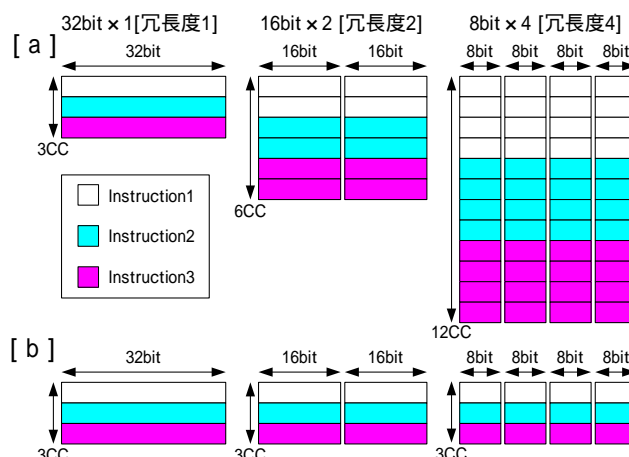 32bit×1[冗長度1] 16bit×2 [冗長度2] 8bit×4 [冗長度4]
[ a ]
32bit 16bit 16bit 8bit 8bit 8bit 8bit
3CC
6CC
12CC
Instruction1
Instruction2
Instruction3
[ b ]
32bit 16bit 16bit 8bit 8bit 8bit 8bit
3CC 3CC 3CC